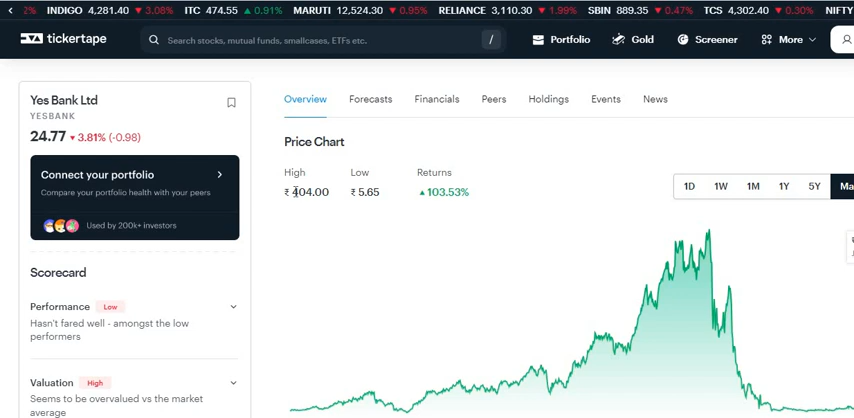 INDIGO 4,281.40 ▼ 3.08% ITC 474.55 ▲ 0.91% MARUTI 12,524.30 ▼ 0.95% RELIANCE 3,110.30 ▼ 1.99% SBIN 889.35 ▼ 0.47% TCS 4,302.40 ▼ 0.30% NIFTY
tickertape
Search stocks, mutual funds, smallcases, ETFs etc.
/
Portfolio
Gold
Screener
More
Yes Bank Ltd
YESBANK
24.77 ▼ 3.81% (-0.98)
Connect your portfolio
Compare your portfolio health with your peers
Used by 200k+ investors
Scorecard
Performance Low
Hasn't fared well - amongst the low
performers
Valuation High
Seems to be overvalued vs the market
average
Overview Forecasts Financials Peers Holdings Events News
Price Chart
High Low Returns
₹ 404.00 ₹ 5.65 ▲ 103.53%
1D 1W 1M 1Y 5Y Ma